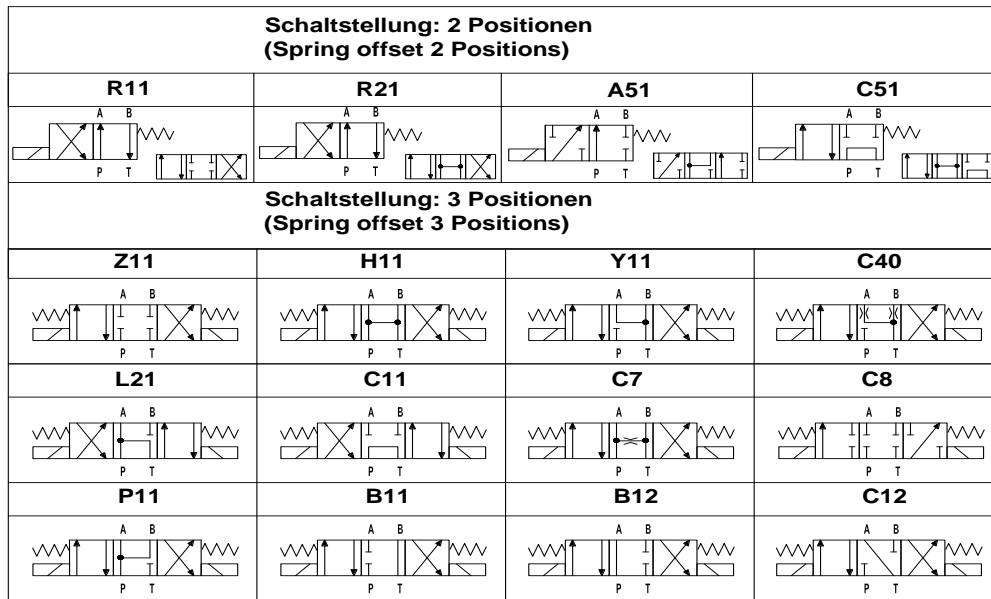 Schaltstellung: 2 Positionen
(Spring offset 2 Positions)
R11 R21 A51 C51
A B A B A B A B
P T P T P T P T
Schaltstellung: 3 Positionen
(Spring offset 3 Positions)
Z11 H11 Y11 C40
A B A B A B A B
P T P T P T P T
L21 C11 C7 C8
A B A B A B A B
P T P T P T P T
P11 B11 B12 C12
A B A B A B A B
P T P T P T P T